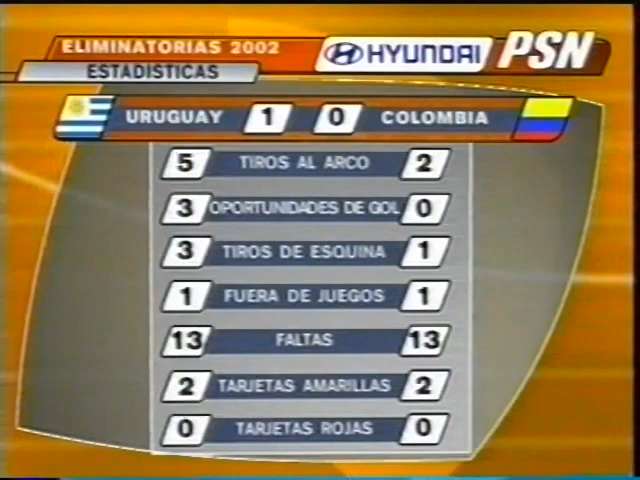 ELIMINATORIAS 2002 HYUNDAI PSN
ESTADISTICAS
URUGUAY 1 0 COLOMBIA
5 TIROS AL ARCO 2
3 OPORTUNIDADES DE GOL 0
3 TIROS DE ESQUINA 1
1 FUERA DE JUEGOS 1
13 FALTAS 13
2 TARJETAS AMARILLAS 2
0 TARJETAS ROJAS 0